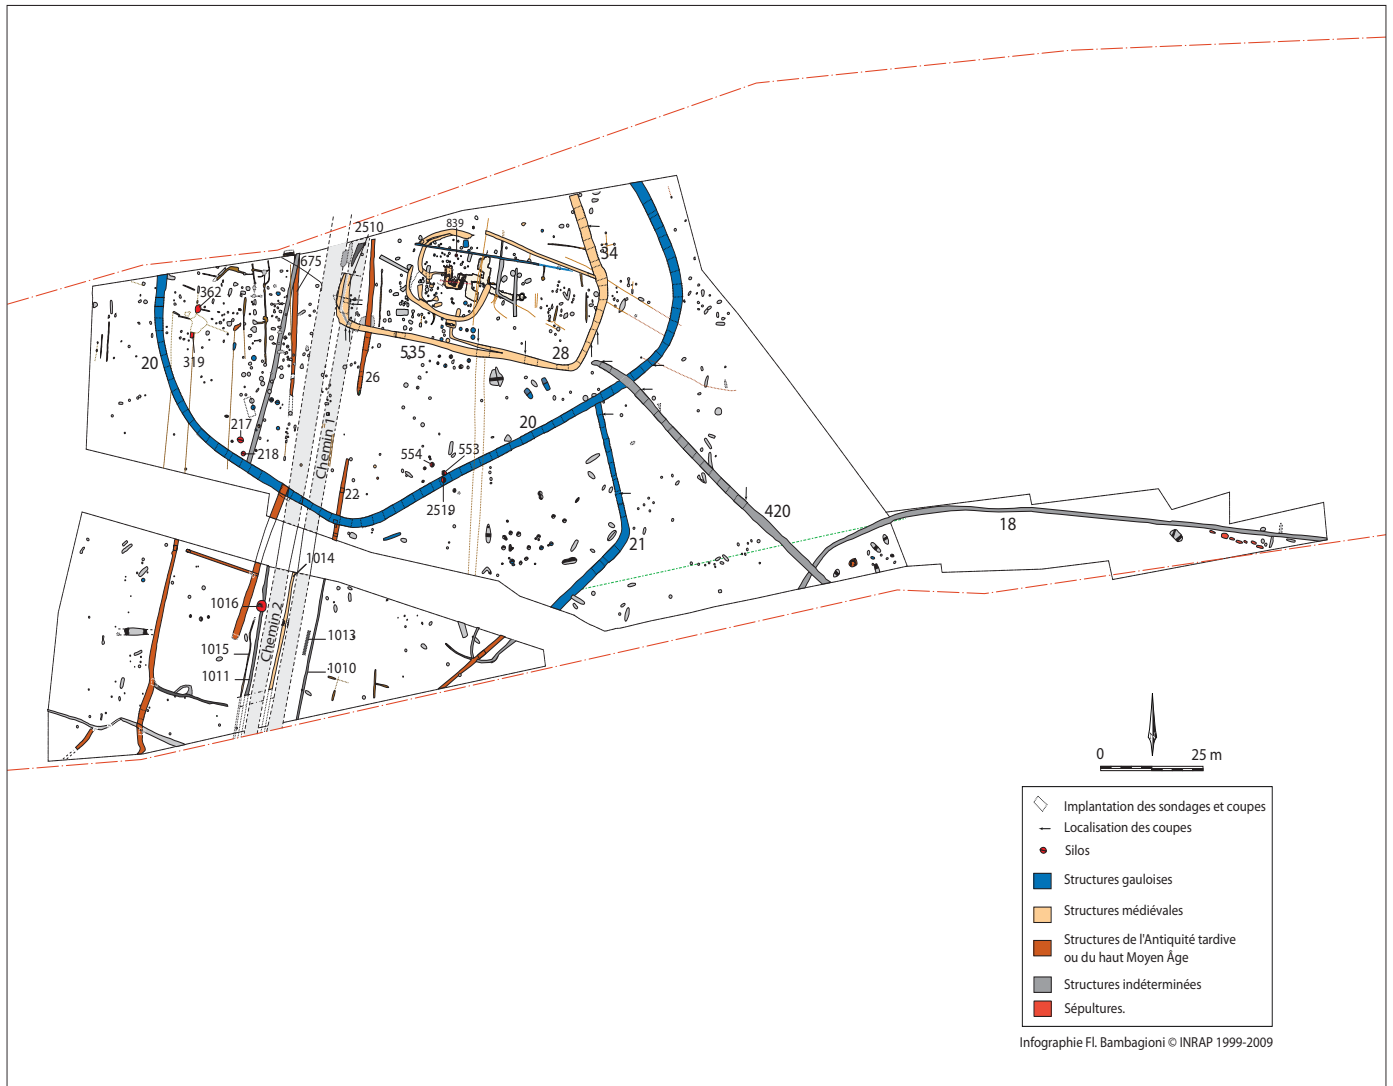 2510
839
675
34
362
20
319
535
28
26
20
217
218
Chemin 1
554
553
22
2519
420
18
21
1014
1016
Chemin 2
1013
1015
1010
1011
0
25 m
Implantation des sondages et coupes
Localisation des coupes
Silos
Structures gauloises
Structures médiévales
Structures de l'Antiquité tardive
ou du haut Moyen Âge
Structures indéterminées
Sépultures.
Infographie Fl. Bambagioni © INRAP 1999-2009